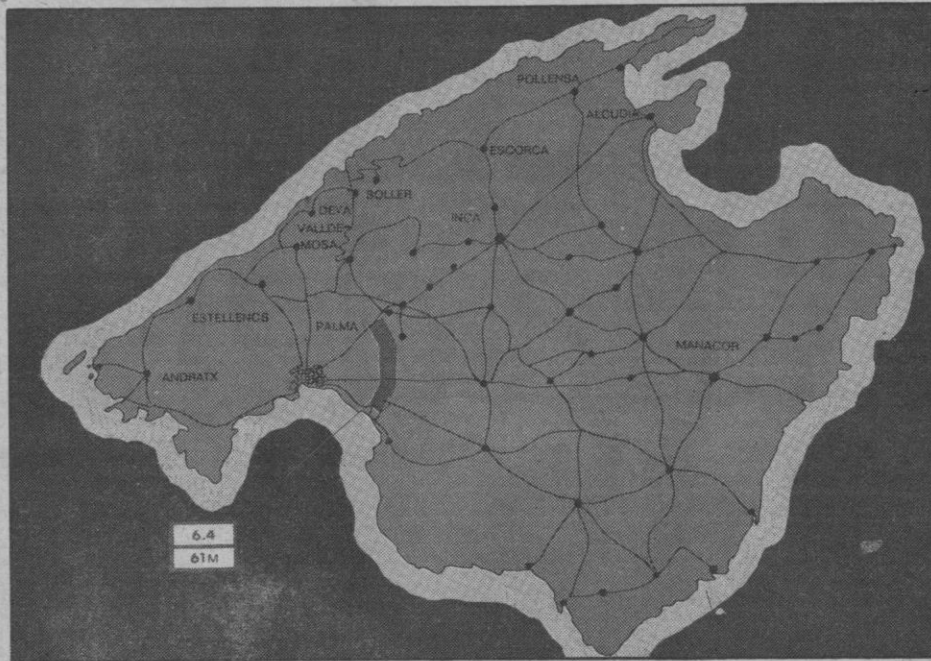 POLLENSA
ALCUDIA
ESCORCA
SOLLER
DEYA
VALLDE-
MOSA
INCA
ESTELLENCS
PALMA
MANACOR
ANDRATX
6.4
61M